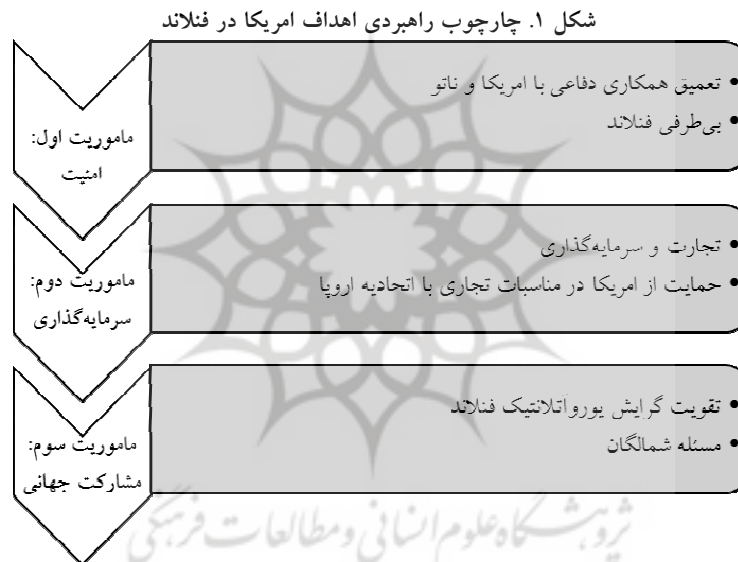 شکل ۱. چارچوب راهبردی اهداف امریکا در فنلاند
ماموریت اول:
امنیت
• تعمیق همکاری دفاعی با امریکا و ناتو
• بی‌طرفی فنلاند
ماموریت دوم:
سرمایه‌گذاری
• تجارت و سرمایه‌گذاری
• حمایت از امریکا در مناسبات تجاری با اتحادیه اروپا
ماموریت سوم:
مشارکت جهانی
• تقویت گرایش یوروآتلانتیک فنلاند
• مسئله شمالگان
پژوهشگاه علوم انسانی و مطالعات فرهنگی